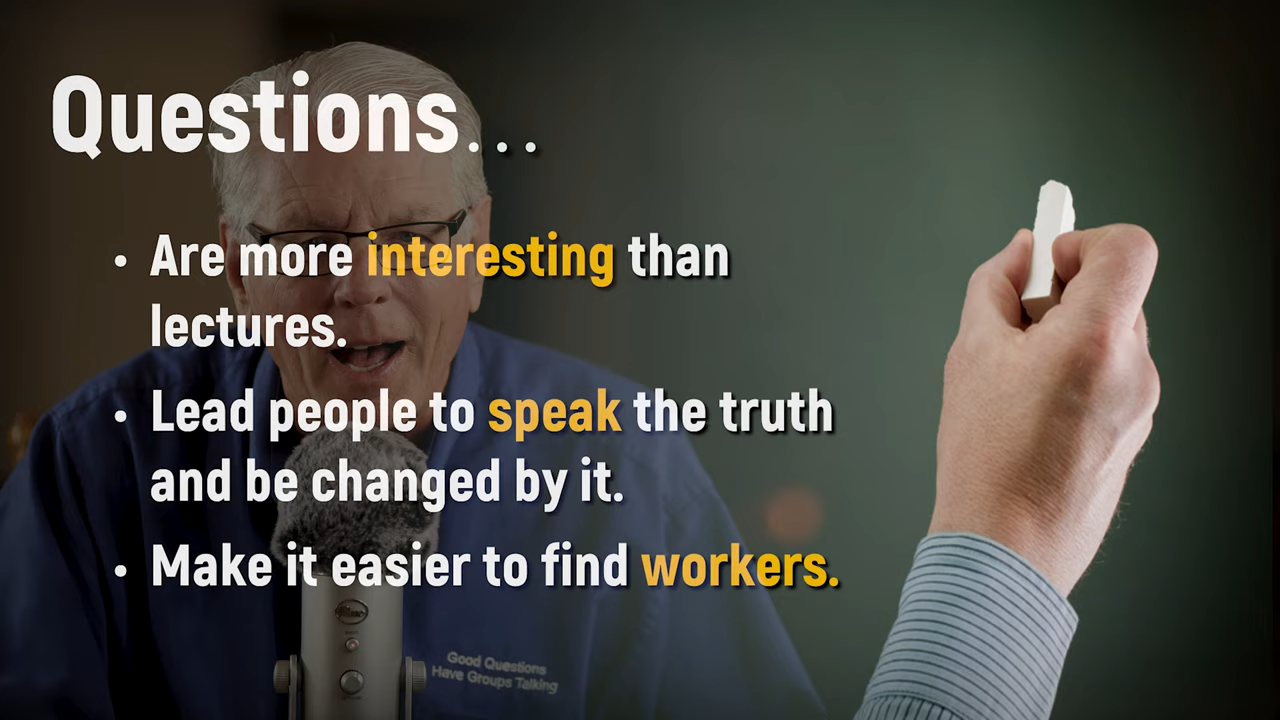 Questions...
• Are more interesting than
lectures.
• Lead people to speak the truth
and be changed by it.
• Make it easier to find workers.
Good Questions
Have Groups Talking